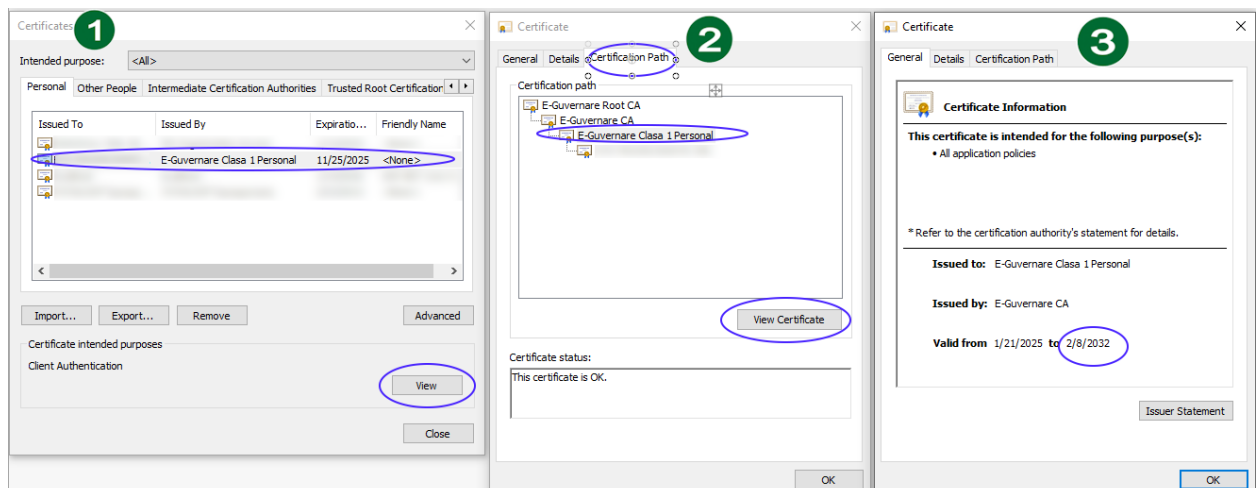 Certificates
1
Intended purpose: <All>
Personal Other People Intermediate Certification Authorities Trusted Root Certification
Issued To Issued By Expiratio... Friendly Name
E-Guvernare Clasa 1 Personal 11/25/2025 <None>
Import... Export... Remove Advanced
Certificate intended purposes
Client Authentication
View
Close
Certificate
2
General Details Certification Path
Certification path
E-Guvernare Root CA
E-Guvernare CA
E-Guvernare Clasa 1 Personal
View Certificate
Certificate status:
This certificate is OK.
OK
Certificate
3
General Details Certification Path
Certificate Information
This certificate is intended for the following purpose(s):
• All application policies
* Refer to the certification authority's statement for details.
Issued to: E-Guvernare Clasa 1 Personal
Issued by: E-Guvernare CA
Valid from 1/21/2025 to 2/8/2032
Issuer Statement
OK